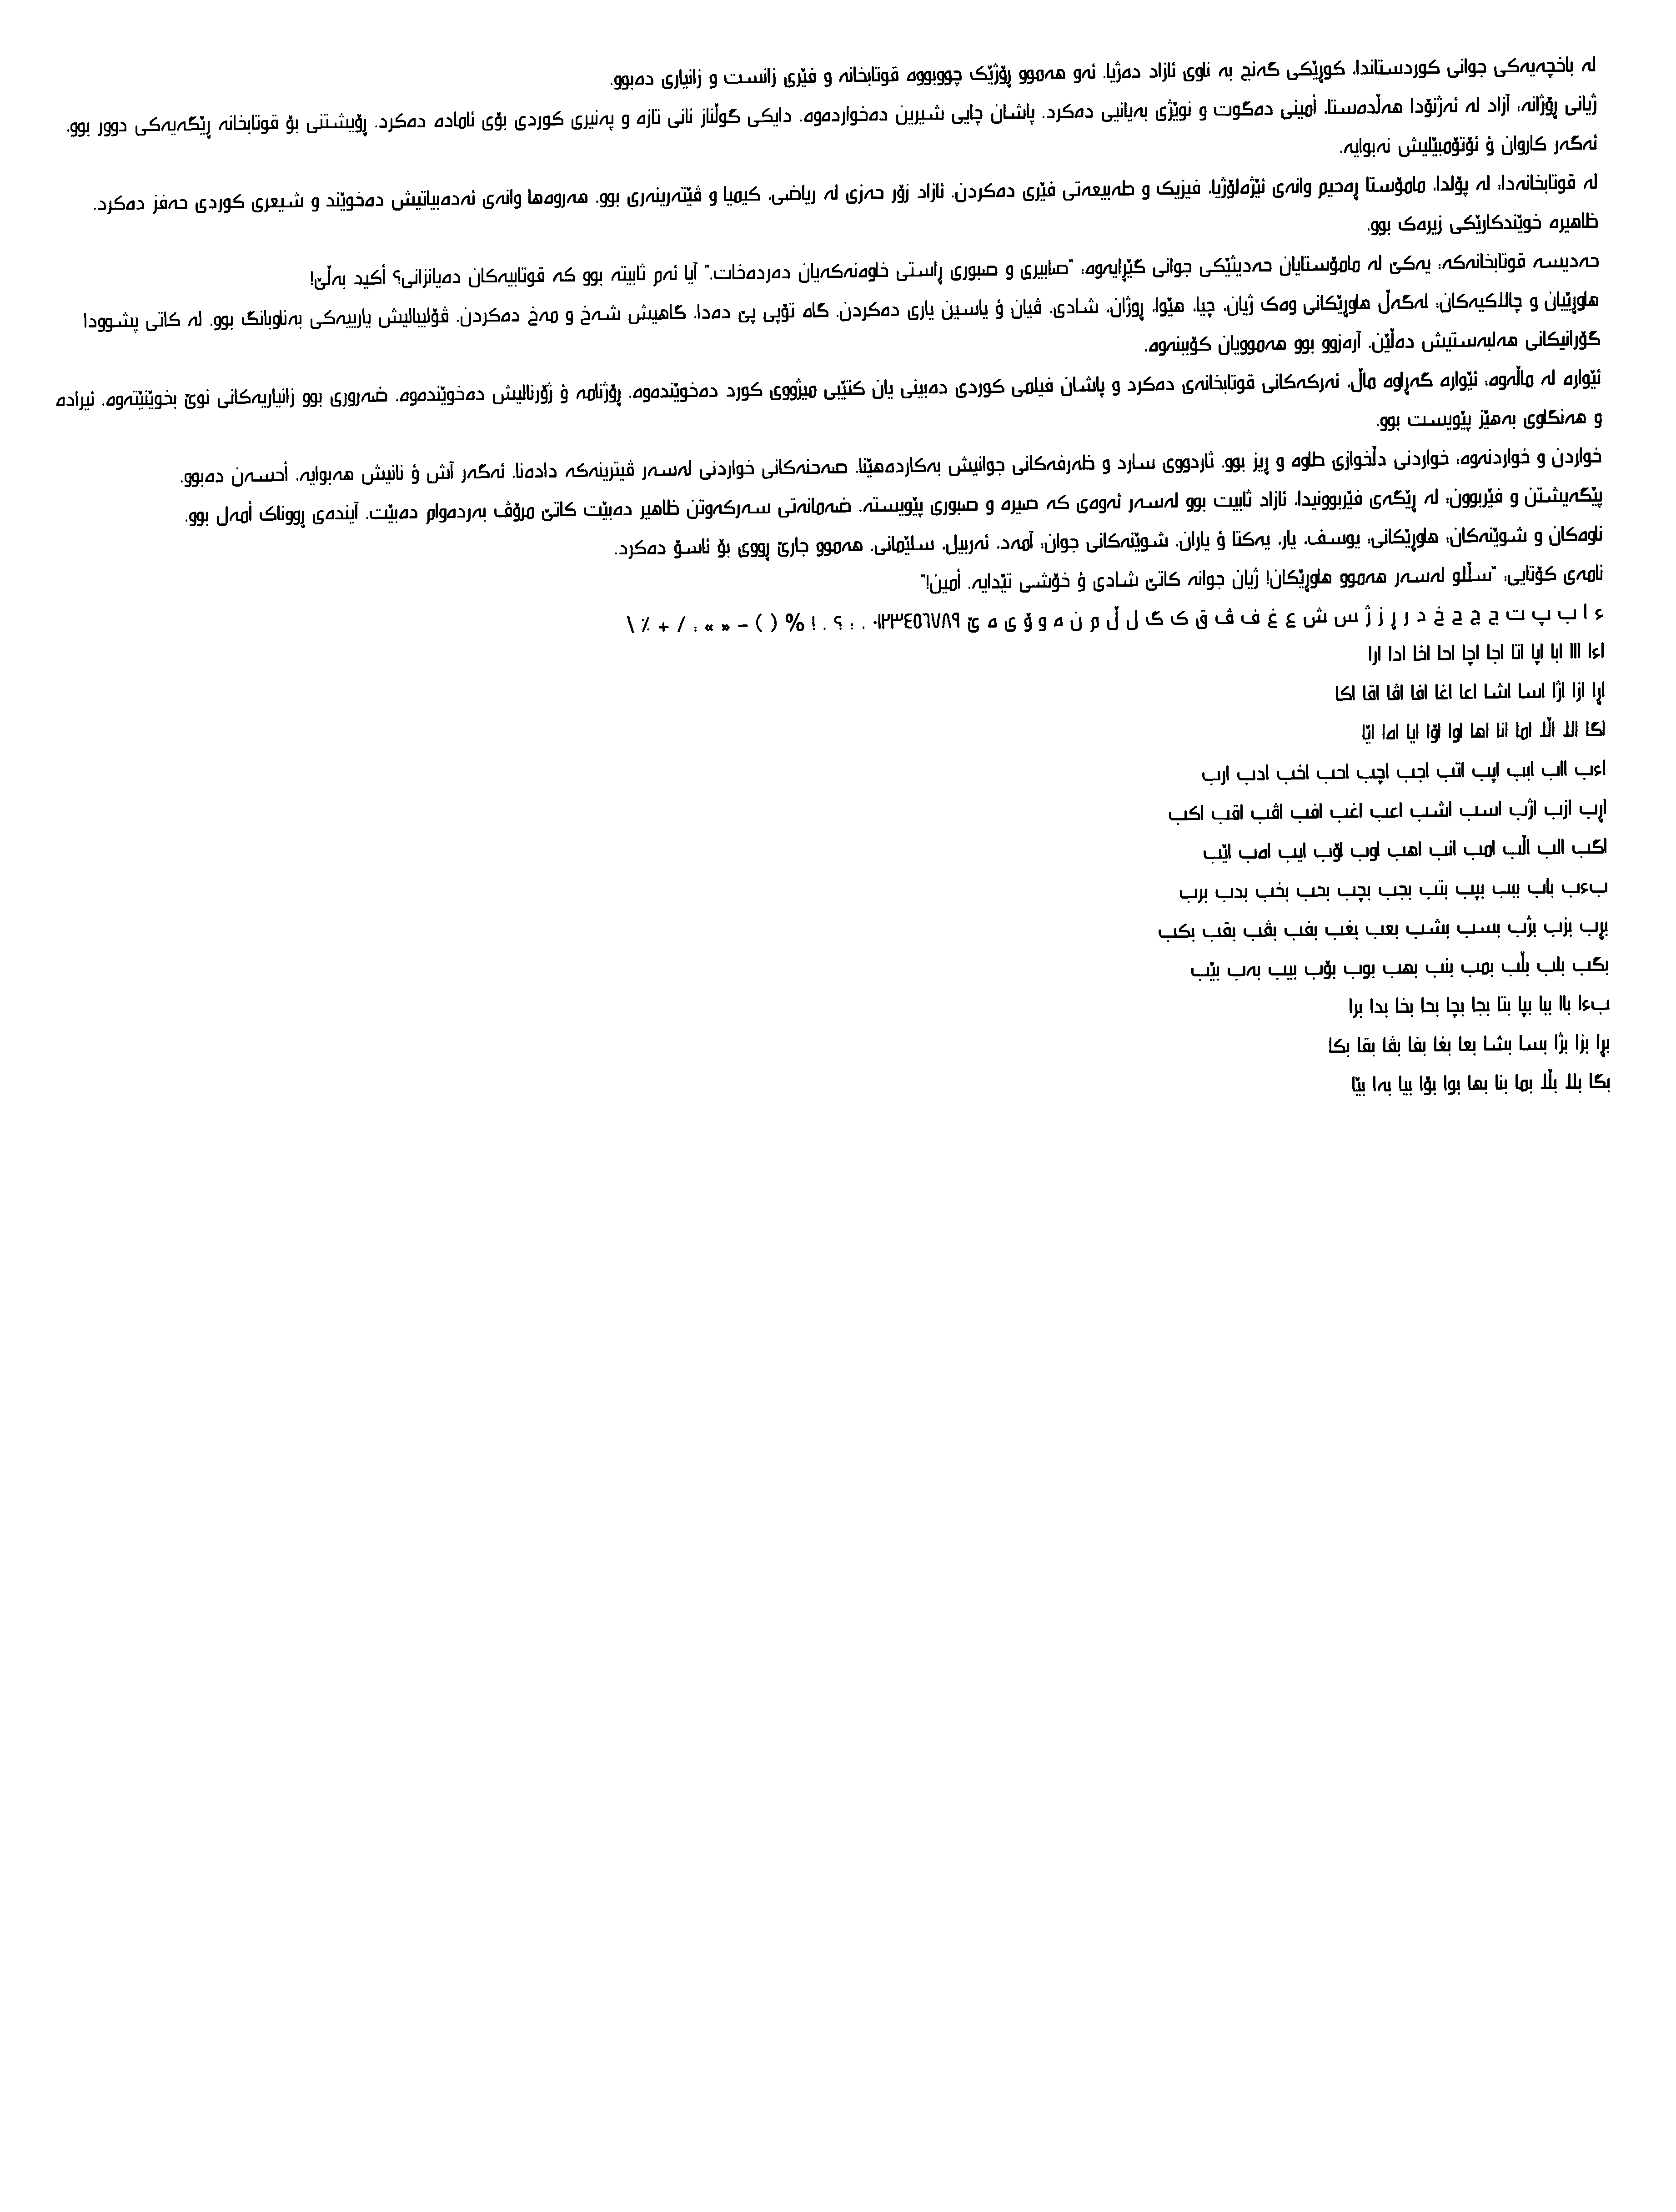 لە باخچەیەکی جوانی کوردستاندا، کوڕێکی گەنج بە ناوی ئازاد دەژیا. ئەو هەموو ڕۆژێک چووبووە قوتابخانە و فێری زانست و زانیاری دەبوو.
ژیانی ڕۆژانە: آزاد لە ئەژنۆدا هەڵدەستا، أمینی دەگوت و نوێژی بەیانیی دەکرد. پاشان چایی شیرین دەخواردەوە. دایکی گوڵناز نانی تازە و پەنیری کوردی بۆی ئامادە دەکرد. ڕۆیشتنی بۆ قوتابخانە ڕێگەیەکی دوور بوو،
ئەگەر کاروان ؤ ئۆتۆمبێلیش نەبوایە.
لە قوتابخانەدا: لە پۆلدا، مامۆستا ڕەحیم وانەی ئێژەلۆژیا، فیزیک و طەبیعەتی فێری دەکردن. ئازاد زۆر حەزی لە ریاضی، کیمیا و ڤێتەرینەری بوو. هەروەها وانەی ئەدەبیاتیش دەخوێند و شیعری کوردی حەفز دەکرد.
ظاهیرە خوێندکارێکی زیرەک بوو.
حەدیسە قوتابخانەکە: یەکێ لە مامۆستایان حەدیثێکی جوانی گێڕایەوە: "صابیری و صبوری ڕاستی خاوەنەکەیان دەردەخات." آیا ئەم ثابیتە بوو کە قوتابیەکان دەیانزانی؟ أکید بەڵێ!
هاوڕێیان و چالاکیەکان: لەگەڵ هاوڕێکانی وەک ژیان، چیا، هێوا، ڕوژان، شادی، ڤیان ؤ یاسین یاری دەکردن. گاە تۆپی پێ دەدا، گاهیش شەخ و مەخ دەکردن. ڤۆلیبالیش یارییەکی بەناوبانگ بوو. لە کاتی پشوودا
گۆرانیکانی هەلبەستیش دەڵێن. آرەزوو بوو هەموویان کۆببنەوە.
ئێوارە لە ماڵەوە: ئێوارە گەڕاوە ماڵ، ئەرکەکانی قوتابخانەی دەکرد و پاشان فیلمی کوردی دەبینی یان کتێبی میژووی کورد دەخوێندەوە. ڕۆژنامە ؤ ژۆرنالیش دەخوێندەوە. ضەروری بوو زانیاریەکانی نوێ بخوێنێتەوە. ئیرادە
و هەنگاوی بەهێز پێویست بوو.
خواردن و خواردنەوە: خواردنی دڵخوازی طاوە و ڕیز بوو. ثاردووی سارد و ظەرفەکانی جوانیش بەکاردەهێنا. صەحنەکانی خواردنی لەسەر ڤیترینەکە دادەنا. ئەگەر آش ؤ نانیش هەبوایە، أحسەن دەبوو.
پێگەیشتن و فێربوون: لە ڕێگەی فێربوونیدا، ئازاد ثابیت بوو لەسەر ئەوەی کە صیرە و صبوری پێویستە. ضەمانەتی سەرکەوتن ظاهیر دەبێت کاتێ مرۆڤ بەردەوام دەبێت. آیندەی ڕووناک أمەل بوو.
ناوەکان و شوێنەکان: هاوڕێکانی: یوسف، یار، یەکتا ؤ یاران. شوێنەکانی جوان: آمەد، ئەربیل، سلێمانی. هەموو جارێ ڕووی بۆ ئاسۆ دەکرد.
نامەی کۆتایی: "سڵڵو لەسەر هەموو هاوڕێکان! ژیان جوانە کاتێ شادی ؤ خۆشی تێدایە. أمین!"
ء ا ب پ ت ج چ ح خ د ر ڕ ز ژ س ش ع غ ف ڤ ق ک گ ل ڵ م ن ه و ۆ ی ە ێ ٠١٢٣٤٥٦٧٨٩ ، ؛ ؟ . ! % ( ) - « » : / + ٪ \
اءا ااا ابا اپا اتا اجا اچا احا اخا ادا ارا
اڕا ازا اژا اسا اشا اعا اغا افا اڤا اقا اکا
اگا الا اڵا اما انا اها اوا اۆا ایا اەا اێا
اءب ااب ابب اپب اتب اجب اچب احب اخب ادب ارب
اڕب ازب اژب اسب اشب اعب اغب افب اڤب اقب اکب
اگب الب اڵب امب انب اهب اوب اۆب ایب اەب اێب
بءب باب ببب بپب بتب بجب بچب بحب بخب بدب برب
بڕب بزب بژب بسب بشب بعب بغب بفب بڤب بقب بکب
بگب بلب بڵب بمب بنب بهب بوب بۆب بیب بەب بێب
بءا باا ببا بپا بتا بجا بچا بحا بخا بدا برا
بڕا بزا بژا بسا بشا بعا بغا بفا بڤا بقا بکا
بگا بلا بڵا بما بنا بها بوا بۆا بیا بەا بێا